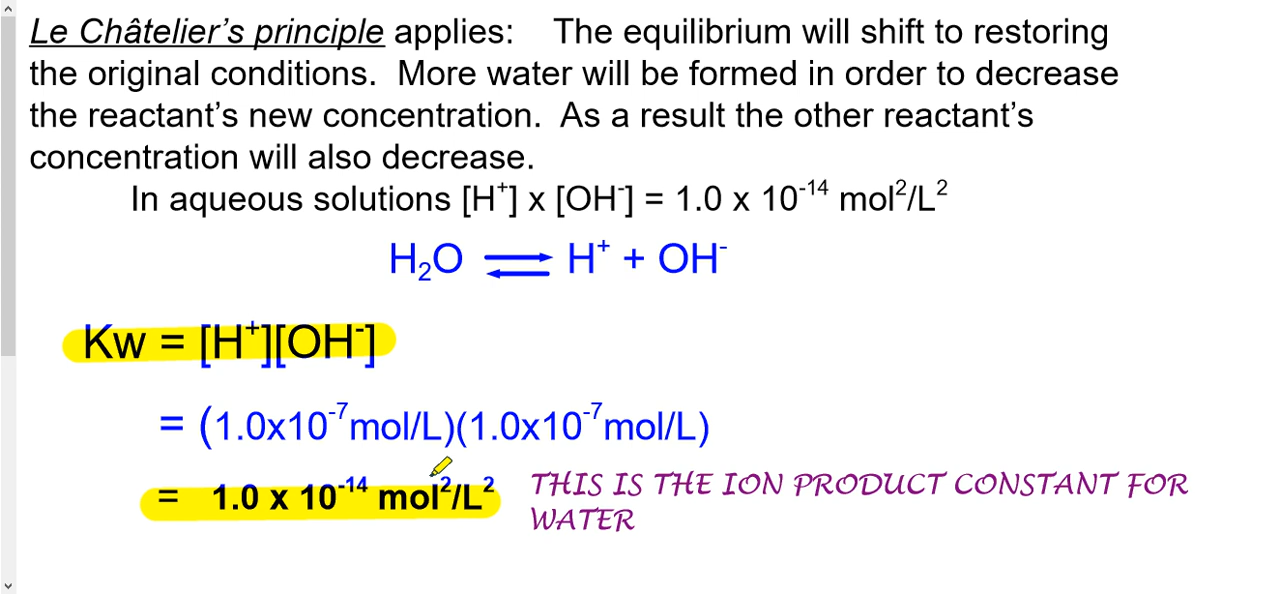 Le Châtelier’s principle applies: The equilibrium will shift to restoring
the original conditions. More water will be formed in order to decrease
the reactant’s new concentration. As a result the other reactant’s
concentration will also decrease.
In aqueous solutions [H⁺] x [OH⁻] = 1.0 x 10⁻¹⁴ mol²/L²
H₂O ⇌ H⁺ + OH⁻
Kw = [H⁺][OH⁻]
= (1.0x10⁻⁷mol/L)(1.0x10⁻⁷mol/L)
= 1.0 x 10⁻¹⁴ mol²/L² THIS IS THE ION PRODUCT CONSTANT FOR
WATER